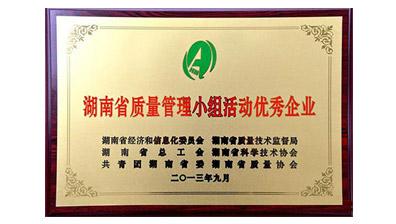 湖南省质量管理小组活动优秀企业
湖南省经济和信息化委员会 湖南省质量技术监督局
湖南省总工会 湖南省科学技术协会
共青团湖南省委 湖南省质量协会
二〇一三年九月